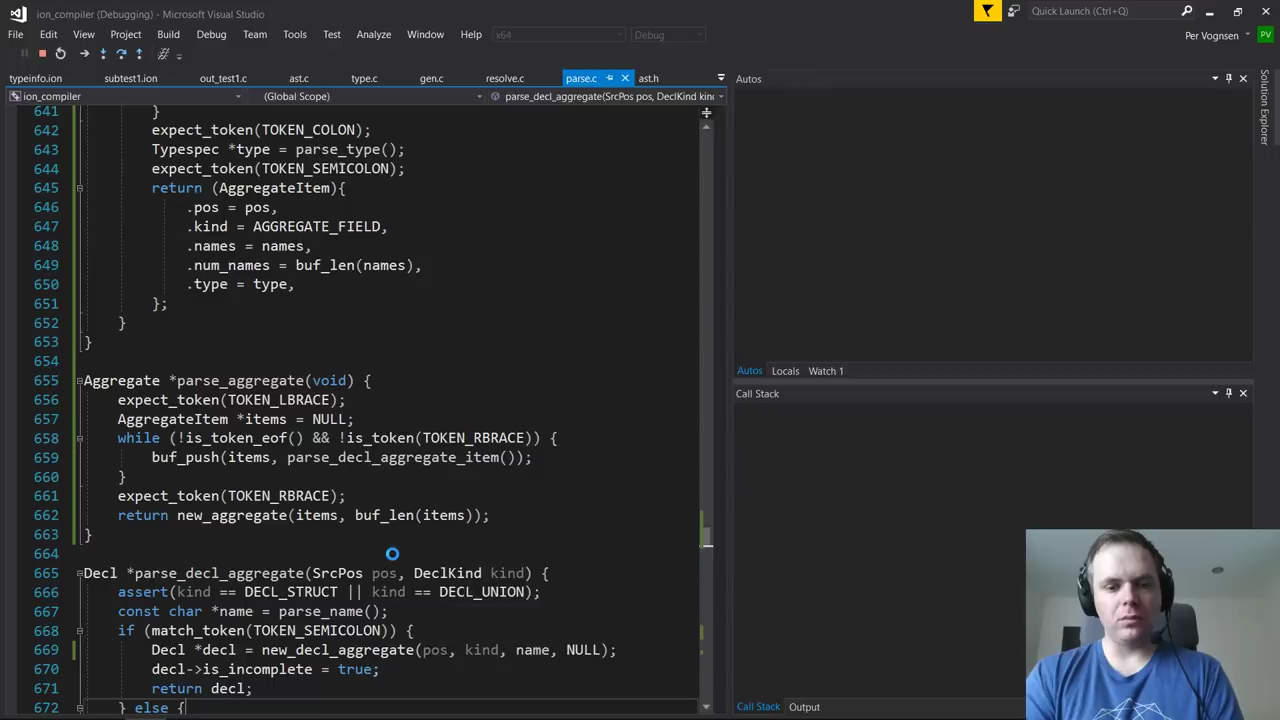 ion_compiler (Debugging) - Microsoft Visual Studio
Quick Launch (Ctrl+Q)
File Edit View Project Build Debug Team Tools Test Analyze Window Help x64 Debug
Per Vognsen PV
typeinfo.ion subtest1.ion out_test1.c ast.c type.c gen.c resolve.c parse.c ast.h
ion_compiler (Global Scope) parse_decl_aggregate(SrcPos pos, DeclKind kind
641 }
642 expect_token(TOKEN_COLON);
643 Typespec *type = parse_type();
644 expect_token(TOKEN_SEMICOLON);
645 return (AggregateItem){
646 .pos = pos,
647 .kind = AGGREGATE_FIELD,
648 .names = names,
649 .num_names = buf_len(names),
650 .type = type,
651 };
652 }
653 }
654
655 Aggregate *parse_aggregate(void) {
656 expect_token(TOKEN_LBRACE);
657 AggregateItem *items = NULL;
658 while (!is_token_eof() && !is_token(TOKEN_RBRACE)) {
659 buf_push(items, parse_decl_aggregate_item());
660 }
661 expect_token(TOKEN_RBRACE);
662 return new_aggregate(items, buf_len(items));
663 }
664
665 Decl *parse_decl_aggregate(SrcPos pos, DeclKind kind) {
666 assert(kind == DECL_STRUCT || kind == DECL_UNION);
667 const char *name = parse_name();
668 if (match_token(TOKEN_SEMICOLON)) {
669 Decl *decl = new_decl_aggregate(pos, kind, name, NULL);
670 decl->is_incomplete = true;
671 return decl;
672 } else {
Autos
Autos Locals Watch 1
Call Stack
Call Stack Output
Solution Explorer